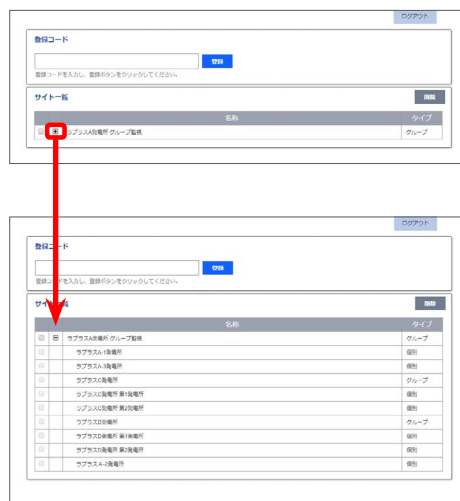 ログアウト
登録コード
登録
登録コードを入力し、登録ボタンをクリックしてください。
サイト一覧
削除
名称 タイプ
ラプラスA発電所 グループ監視 グループ
ログアウト
登録コード
登録
登録コードを入力し、登録ボタンをクリックしてください。
サイト一覧
削除
名称 タイプ
ラプラスA発電所 グループ監視 グループ
ラプラスA-1発電所 個別
ラプラスA-3発電所 個別
ラプラスC発電所 グループ
ラプラスC発電所 第1発電所 個別
ラプラスC発電所 第2発電所 個別
ラプラスD発電所 グループ
ラプラスD発電所 第1発電所 個別
ラプラスD発電所 第2発電所 個別
ラプラス A -2発電所 個別